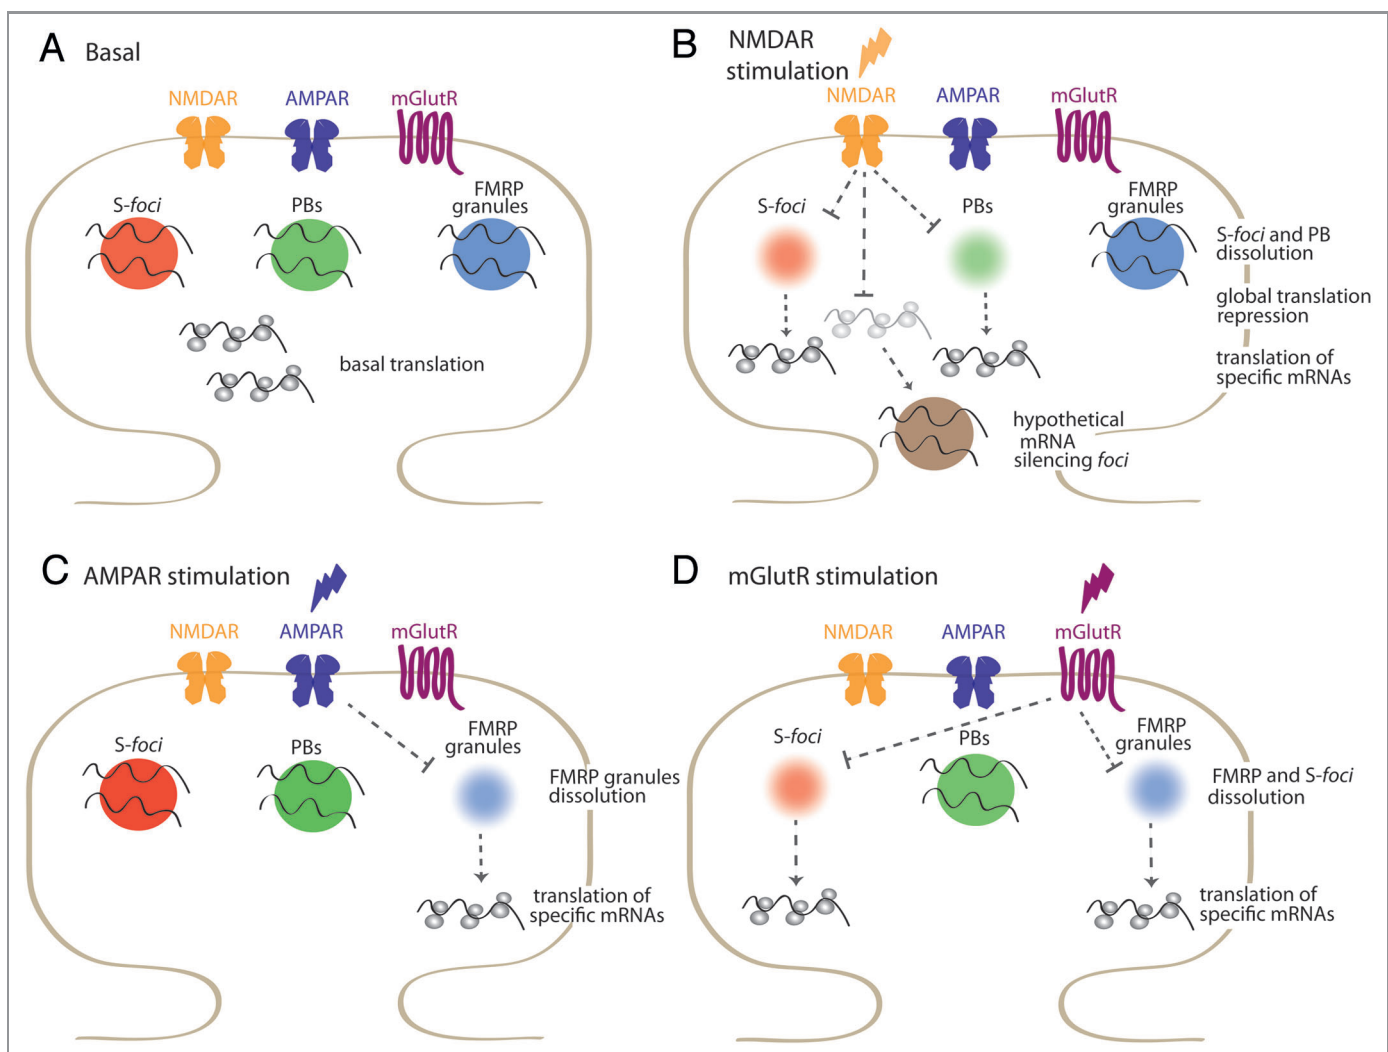 A Basal
NMDAR AMPAR mGlutR
S-foci PBs FMRP
granules
basal translation
B NMDAR
stimulation
NMDAR AMPAR mGlutR
S-foci PBs FMRP
granules
S-foci and PB
dissolution
global translation
repression
translation of
specific mRNAs
hypothetical
mRNA
silencing foci
C AMPAR stimulation
NMDAR AMPAR mGlutR
S-foci PBs FMRP
granules
FMRP granules
dissolution
translation of
specific mRNAs
D mGlutR stimulation
NMDAR AMPAR mGlutR
S-foci PBs FMRP
granules
FMRP and S-foci
dissolution
translation of
specific mRNAs